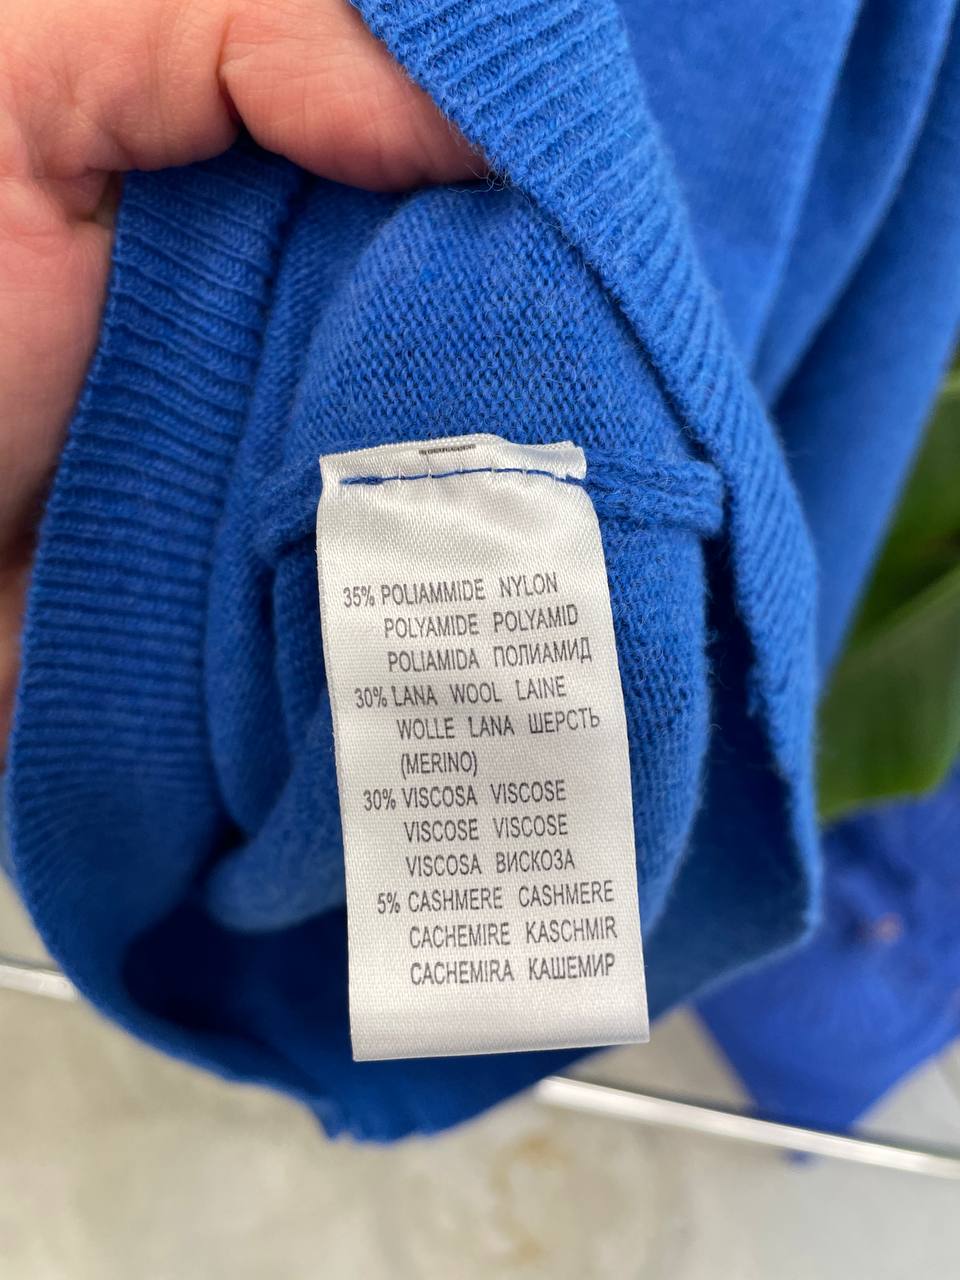 35% POLIAMMIDE NYLON
POLYAMIDE POLYAMID
POLIAMIDA ПОЛИАМИД
30% LANA WOOL LAINE
WOLLE LANA ШЕРСТЬ
(MERINO)
30% VISCOSA VISCOSE
VISCOSE VISCOSE
VISCOSA ВИСКОЗА
5% CASHMERE CASHMERE
CACHEMIRE KASCHMIR
CACHEMIRA КАШЕМИР